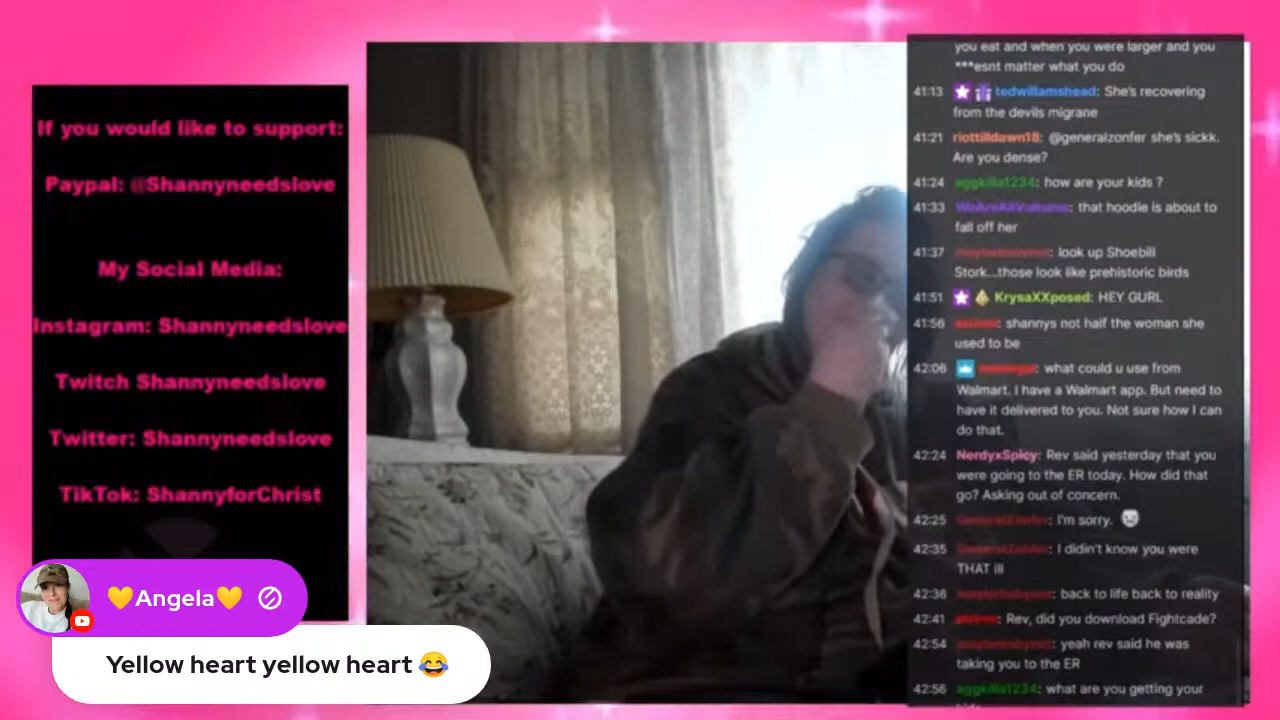 If you would like to support:
Paypal: @Shannyneedslove
My Social Media:
Instagram: Shannyneedslove
Twitch Shannyneedslove
Twitter: Shannyneedslove
TikTok: ShannyforChrist
💛Angela💛
Yellow heart yellow heart 😂
you eat and when you were larger and you
***esnt matter what you do
41:13 tedwillamshead: She's recovering
from the devils migrane
41:21 riottilldawn18: @generalzonfer she's sickk.
Are you dense?
41:24 aggkilla1234: how are your kids ?
41:33 that hoodie is about to
fall off her
41:37 look up Shoebill
Stork...those look like prehistoric birds
41:51 KrysaXXposed: HEY GURL
41:56 shannys not half the woman she
used to be
42:06 what could u use from
Walmart. I have a Walmart app. But need to
have it delivered to you. Not sure how I can
do that.
42:24 NerdyxSpicy: Rev said yesterday that you
were going to the ER today. How did that
go? Asking out of concern.
42:25 GeneralZonfer: I'm sorry.
42:35 GeneralZonfer: I didin't know you were
THAT ill
42:36 back to life back to reality
42:41 Rev, did you download Fightcade?
42:54 yeah rev said he was
taking you to the ER
42:56 aggkilla1234: what are you getting your